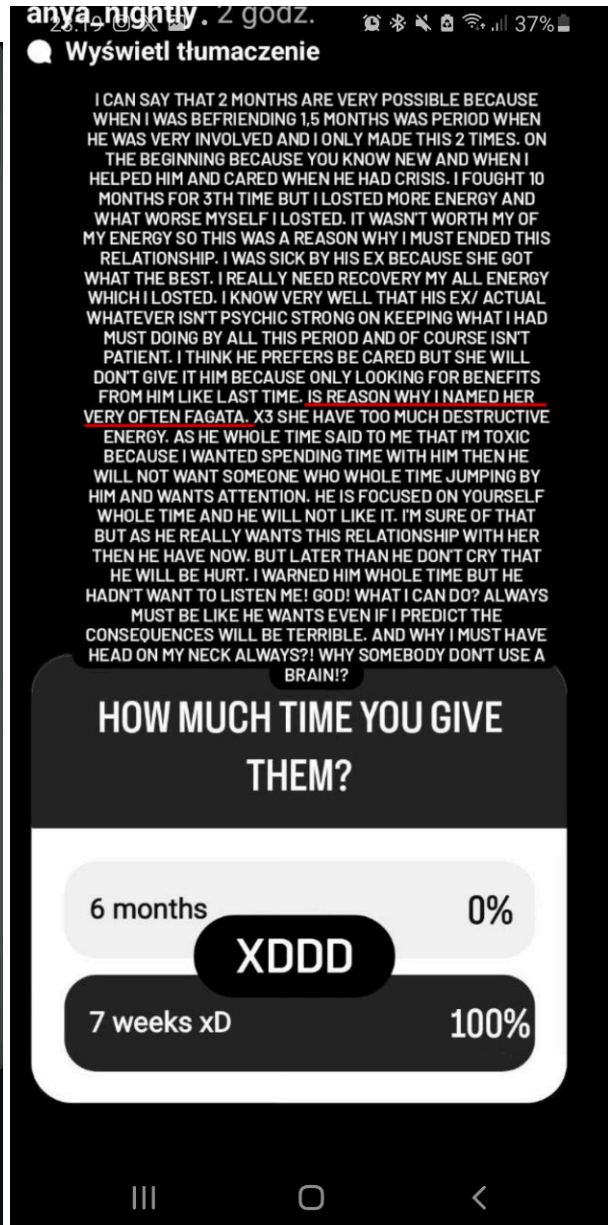 anya_nightly. 2 godz.
23:19 37%
Wyświetl tłumaczenie
I CAN SAY THAT 2 MONTHS ARE VERY POSSIBLE BECAUSE
WHEN I WAS BEFRIENDING 1,5 MONTHS WAS PERIOD WHEN
HE WAS VERY INVOLVED AND I ONLY MADE THIS 2 TIMES. ON
THE BEGINNING BECAUSE YOU KNOW NEW AND WHEN I
HELPED HIM AND CARED WHEN HE HAD CRISIS. I FOUGHT 10
MONTHS FOR 3TH TIME BUT I LOSTED MORE ENERGY AND
WHAT WORSE MYSELF I LOSTED. IT WASN'T WORTH MY OF
MY ENERGY SO THIS WAS A REASON WHY I MUST ENDED THIS
RELATIONSHIP. I WAS SICK BY HIS EX BECAUSE SHE GOT
WHAT THE BEST. I REALLY NEED RECOVERY MY ALL ENERGY
WHICH I LOSTED. I KNOW VERY WELL THAT HIS EX/ ACTUAL
WHATEVER ISN'T PSYCHIC STRONG ON KEEPING WHAT I HAD
MUST DOING BY ALL THIS PERIOD AND OF COURSE ISN'T
PATIENT. I THINK HE PREFERS BE CARED BUT SHE WILL
DON'T GIVE IT HIM BECAUSE ONLY LOOKING FOR BENEFITS
FROM HIM LIKE LAST TIME. IS REASON WHY I NAMED HER
VERY OFTEN FAGATA. X3 SHE HAVE TOO MUCH DESTRUCTIVE
ENERGY. AS HE WHOLE TIME SAID TO ME THAT I'M TOXIC
BECAUSE I WANTED SPENDING TIME WITH HIM THEN HE
WILL NOT WANT SOMEONE WHO WHOLE TIME JUMPING BY
HIM AND WANTS ATTENTION. HE IS FOCUSED ON YOURSELF
WHOLE TIME AND HE WILL NOT LIKE IT. I'M SURE OF THAT
BUT AS HE REALLY WANTS THIS RELATIONSHIP WITH HER
THEN HE HAVE NOW. BUT LATER THAN HE DON'T CRY THAT
HE WILL BE HURT. I WARNED HIM WHOLE TIME BUT HE
HADN'T WANT TO LISTEN ME! GOD! WHAT I CAN DO? ALWAYS
MUST BE LIKE HE WANTS EVEN IF I PREDICT THE
CONSEQUENCES WILL BE TERRIBLE. AND WHY I MUST HAVE
HEAD ON MY NECK ALWAYS?! WHY SOMEBODY DON'T USE A
BRAIN!?
HOW MUCH TIME YOU GIVE
THEM?
6 months 0%
XDDD
7 weeks xD 100%